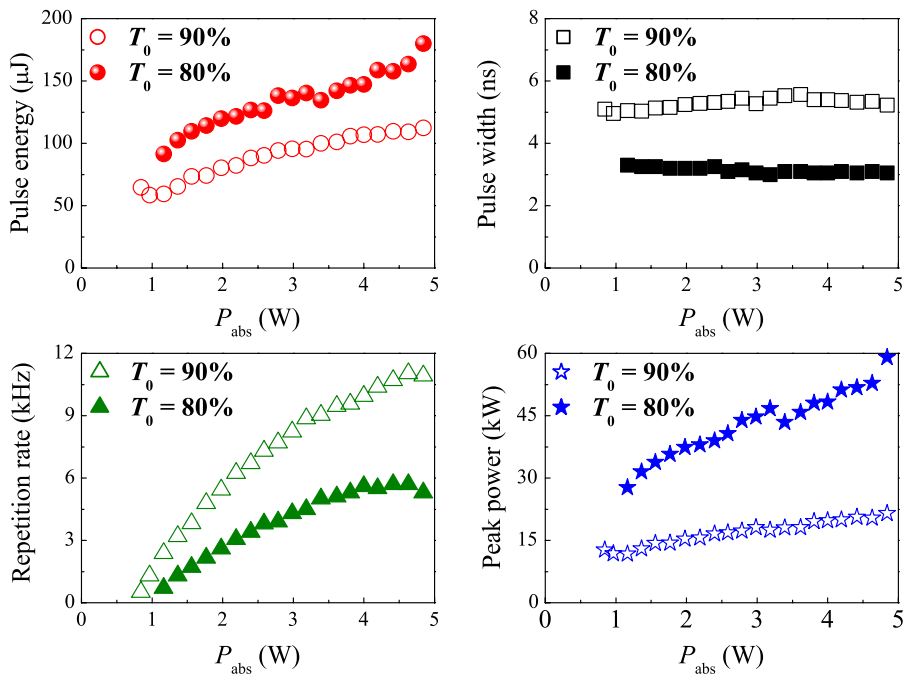 Pulse energy (μJ)
200
150
100
50
0
T0 = 90%
T0 = 80%
0 1 2 3 4 5
Pabs (W)
Pulse width (ns)
8
6
4
2
0
T0 = 90%
T0 = 80%
0 1 2 3 4 5
Pabs (W)
Repetition rate (kHz)
12
9
6
3
0
T0 = 90%
T0 = 80%
0 1 2 3 4 5
Pabs (W)
Peak power (kW)
60
45
30
15
0
T0 = 90%
T0 = 80%
0 1 2 3 4 5
Pabs (W)